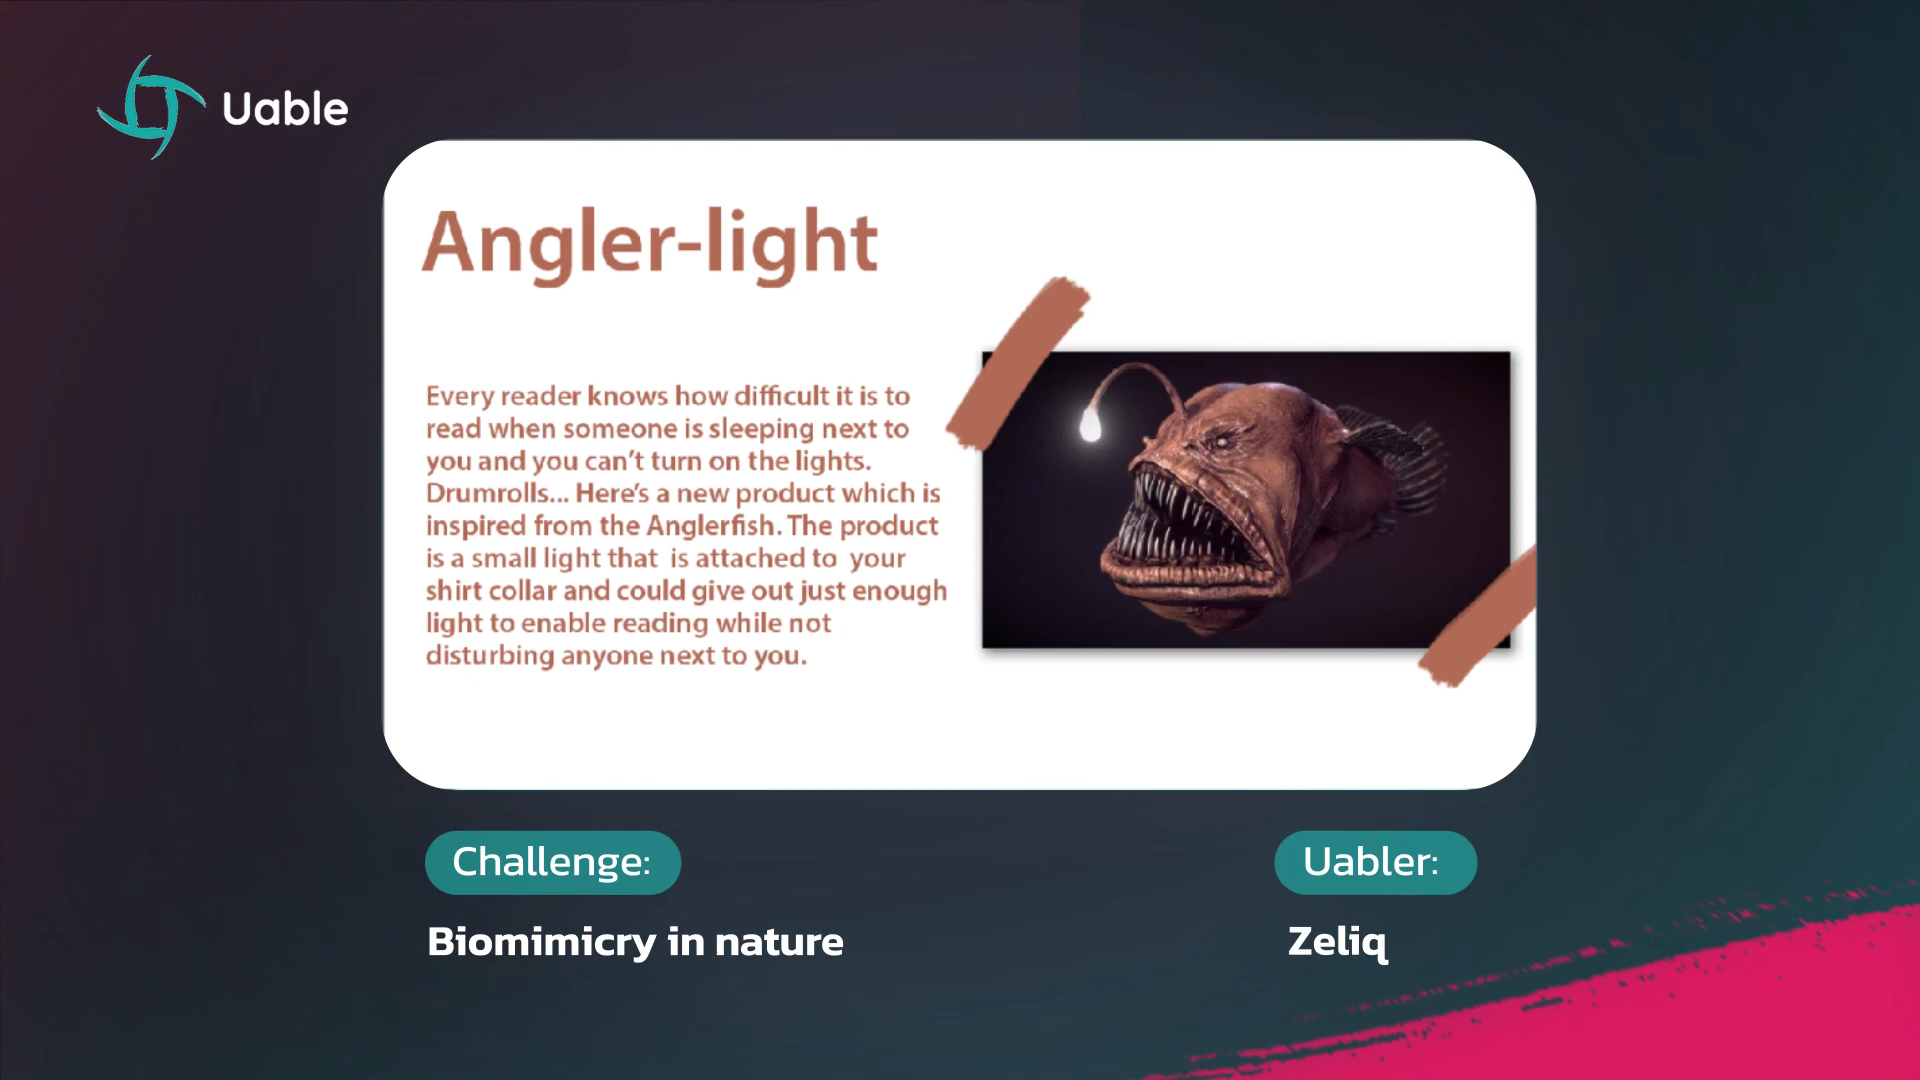 Uable
Angler-light
Every reader knows how difficult it is to
read when someone is sleeping next to
you and you can't turn on the lights.
Drumrolls... Here's a new product which is
inspired from the Anglerfish. The product
is a small light that is attached to your
shirt collar and could give out just enough
light to enable reading while not
disturbing anyone next to you.
Challenge:
Biomimicry in nature
Uabler:
Zeliq